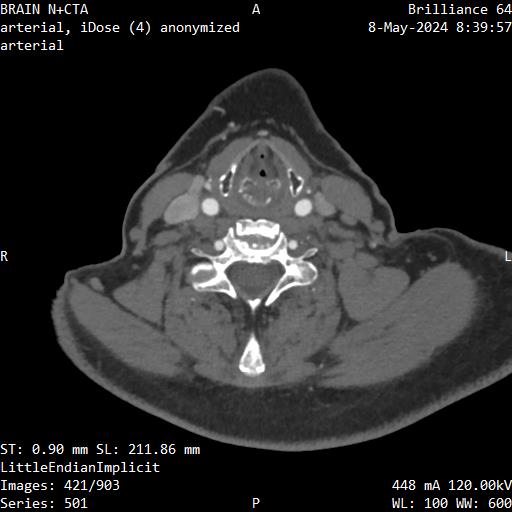 BRAIN N+CTA
A
Brilliance 64
arterial, iDose (4) anonymized
8-May-2024 8:39:57
arterial
R
L
ST: 0.90 mm SL: 211.86 mm
LittleEndianImplicit
Images: 421/903
448 mA 120.00kV
Series: 501
P
WL: 100 WW: 600